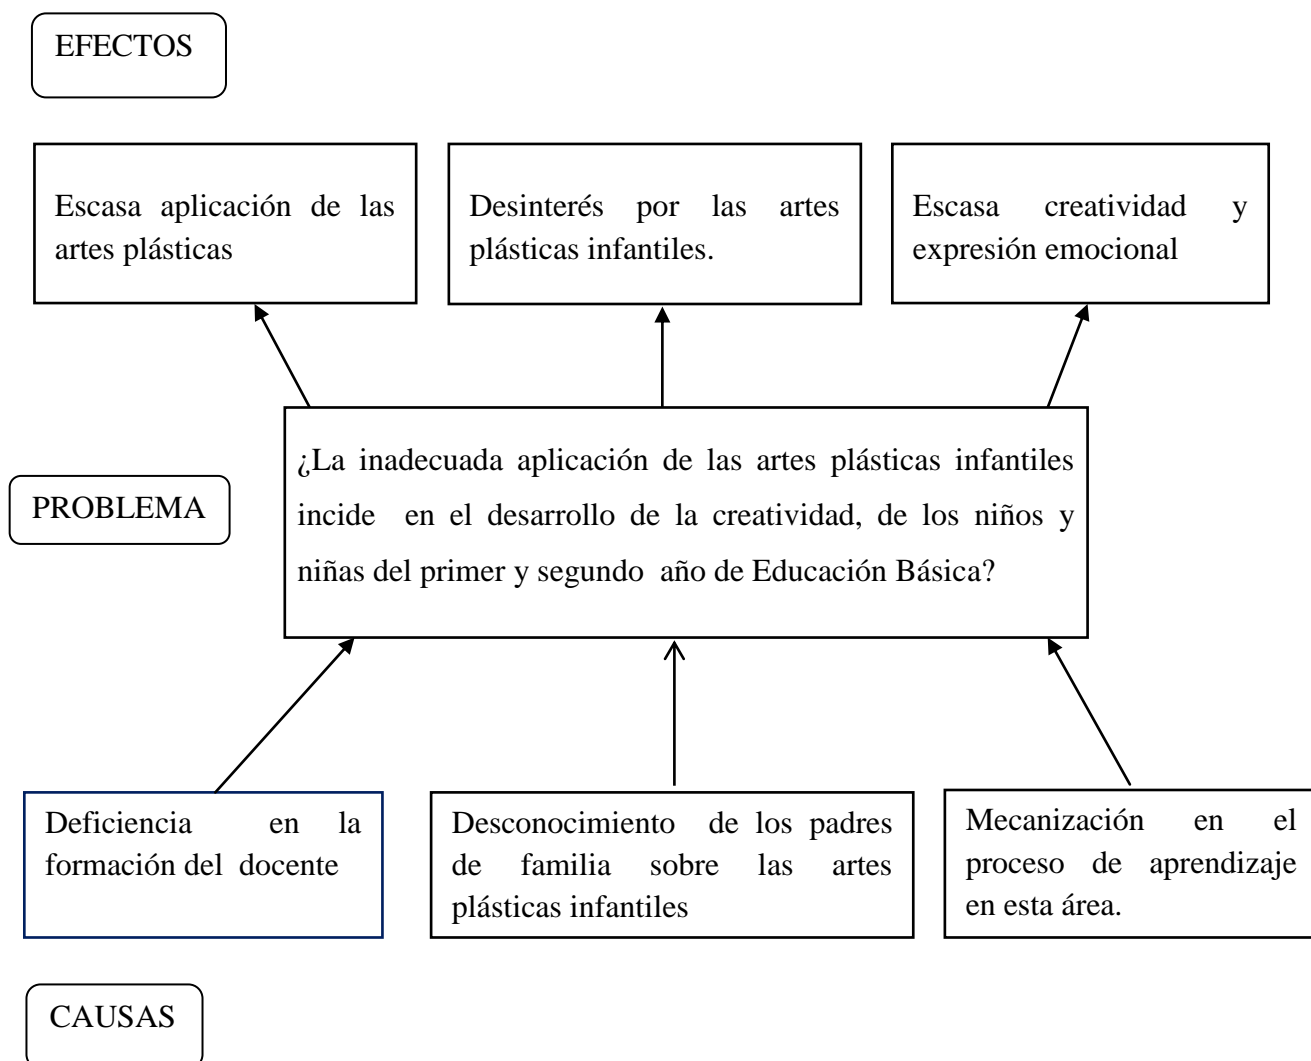 EFECTOS
Escasa aplicación de las
artes plásticas
Desinterés por las artes
plásticas infantiles.
Escasa creatividad y
expresión emocional
¿La inadecuada aplicación de las artes plásticas infantiles
incide en el desarrollo de la creatividad, de los niños y
niñas del primer y segundo año de Educación Básica?
PROBLEMA
Deficiencia en la
formación del docente
Desconocimiento de los padres
de familia sobre las artes
plásticas infantiles
Mecanización en el
proceso de aprendizaje
en esta área.
CAUSAS